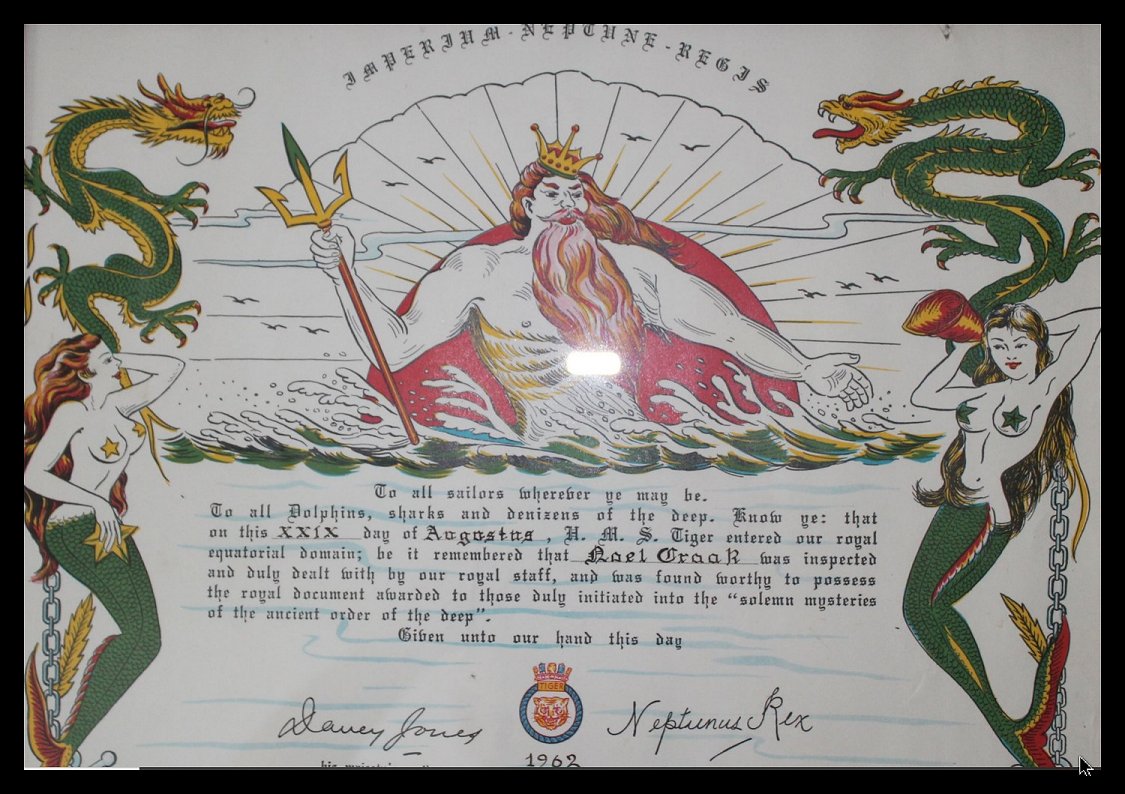 IMPERIUM-NEPTUNE-REGIS
To all sailors wherever ye may be.
To all Dolphins, sharks and denizens of the deep. Know ye: that
on this XXIX day of Augustus, H. M. S. Tiger entered our royal
equatorial domain; be it remembered that Noel Craak was inspected
and duly dealt with by our royal staff, and was found worthy to possess
the royal document awarded to those duly initiated into the “solemn mysteries
of the ancient order of the deep”.
Given unto our hand this day
TIGER
Davey Jones
Neptunus Rex
1962